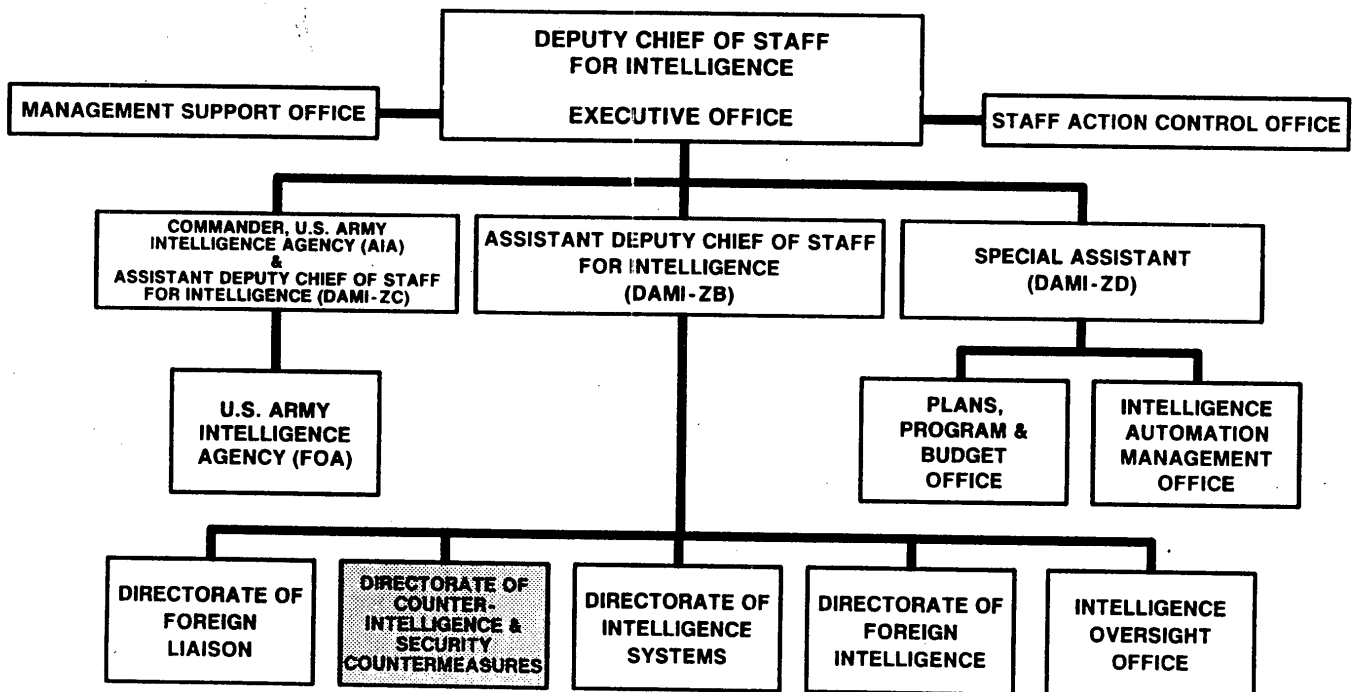 DEPUTY CHIEF OF STAFF
FOR INTELLIGENCE
EXECUTIVE OFFICE
MANAGEMENT SUPPORT OFFICE
STAFF ACTION CONTROL OFFICE
COMMANDER, U.S. ARMY
INTELLIGENCE AGENCY (AIA)
&
ASSISTANT DEPUTY CHIEF OF STAFF
FOR INTELLIGENCE (DAMI-ZC)
ASSISTANT DEPUTY CHIEF OF STAFF
FOR INTELLIGENCE
(DAMI-ZB)
SPECIAL ASSISTANT
(DAMI-ZD)
U.S. ARMY
INTELLIGENCE
AGENCY (FOA)
PLANS,
PROGRAM &
BUDGET
OFFICE
INTELLIGENCE
AUTOMATION
MANAGEMENT
OFFICE
DIRECTORATE OF
FOREIGN
LIAISON
DIRECTORATE OF
COUNTER-
INTELLIGENCE &
SECURITY
COUNTERMEASURES
DIRECTORATE OF
INTELLIGENCE
SYSTEMS
DIRECTORATE OF
FOREIGN
INTELLIGENCE
INTELLIGENCE
OVERSIGHT
OFFICE